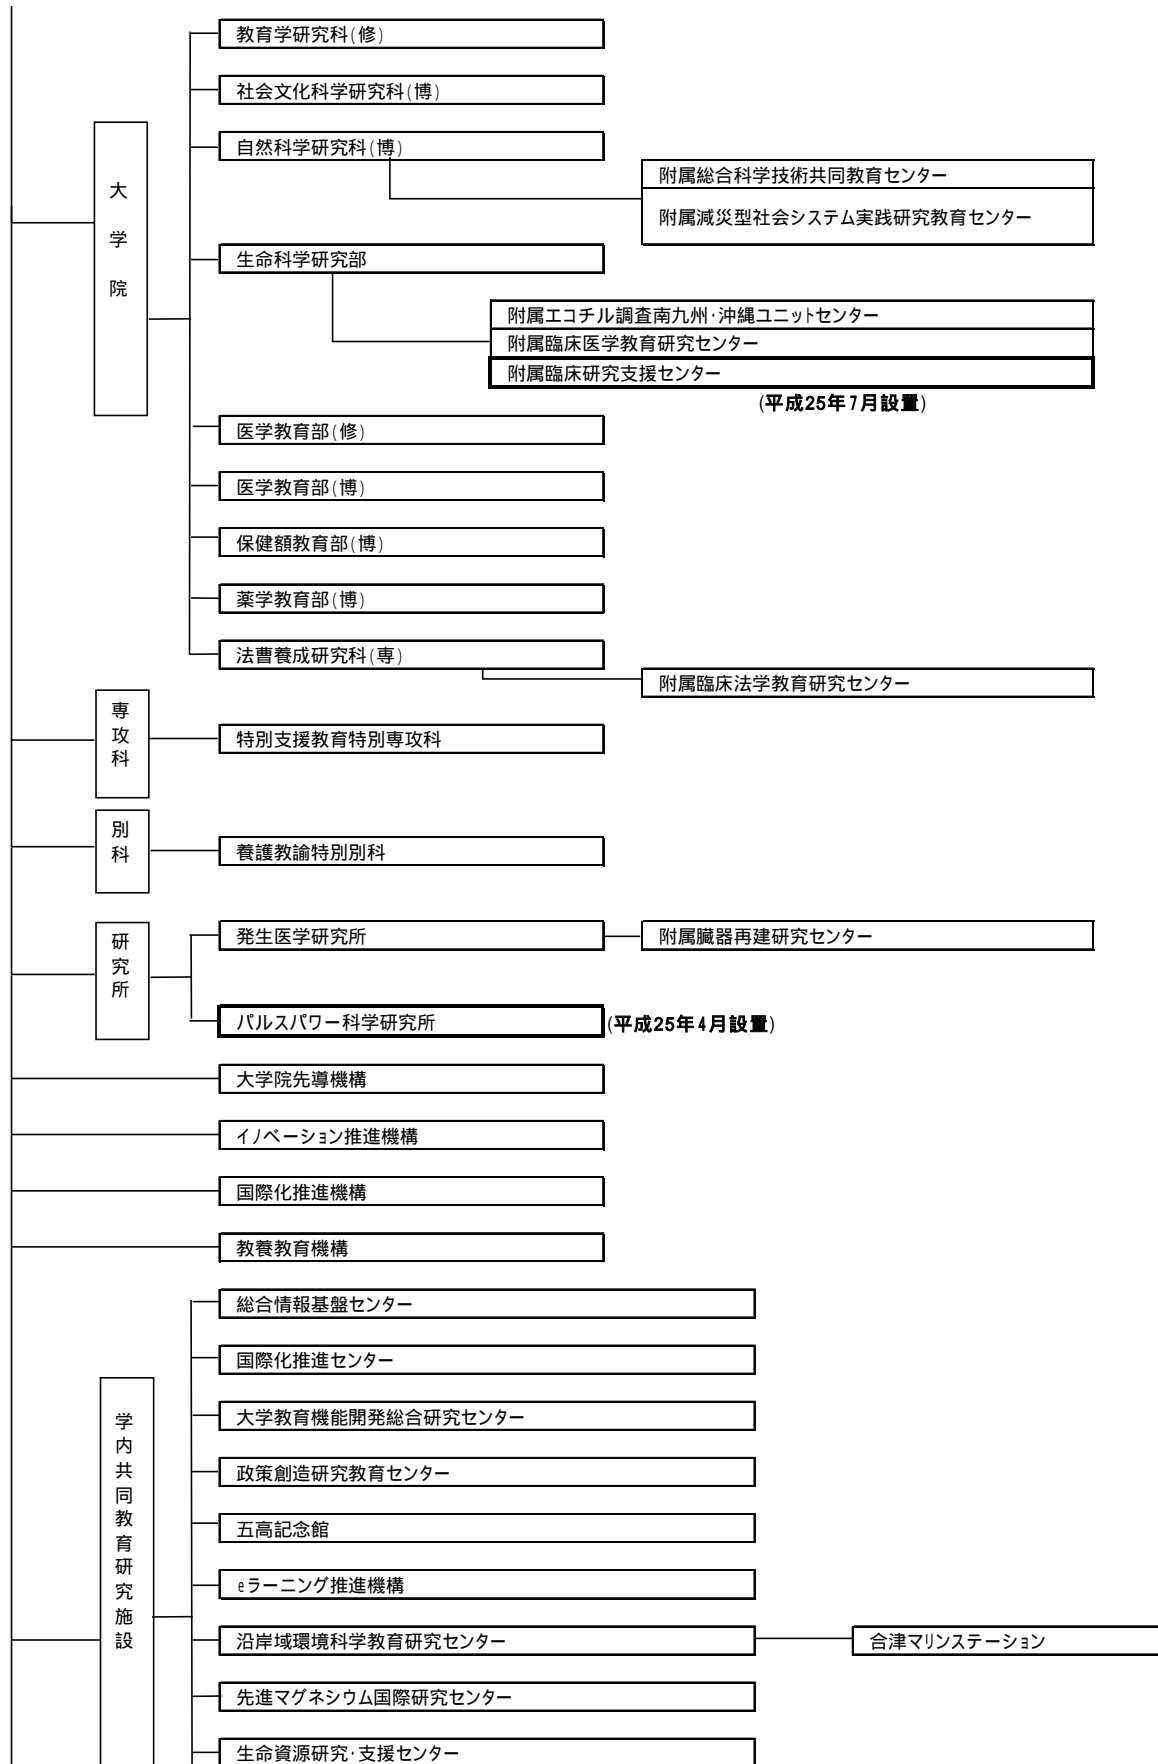 教育学研究科(修)
社会文化科学研究科(博)
自然科学研究科(博)
附属総合科学技術共同教育センター
附属減災型社会システム実践研究教育センター
大学院
生命科学研究部
附属エコチル調査南九州･沖縄ユニットセンター
附属臨床医学教育研究センター
附属臨床研究支援センター
(平成25年7月設置)
医学教育部(修)
医学教育部(博)
保健額教育部(博)
薬学教育部(博)
法曹養成研究科(専)
附属臨床法学教育研究センター
専攻科
特別支援教育特別専攻科
別科
養護教諭特別別科
研究所
発生医学研究所
附属臓器再建研究センター
パルスパワー科学研究所
(平成25年4月設置)
大学院先導機構
イノベーション推進機構
国際化推進機構
教養教育機構
総合情報基盤センター
国際化推進センター
大学教育機能開発総合研究センター
政策創造研究教育センター
五高記念館
eラーニング推進機構
学内共同教育研究施設
沿岸域環境科学教育研究センター
合津マリンステーション
先進マグネシウム国際研究センター
生命資源研究･支援センター